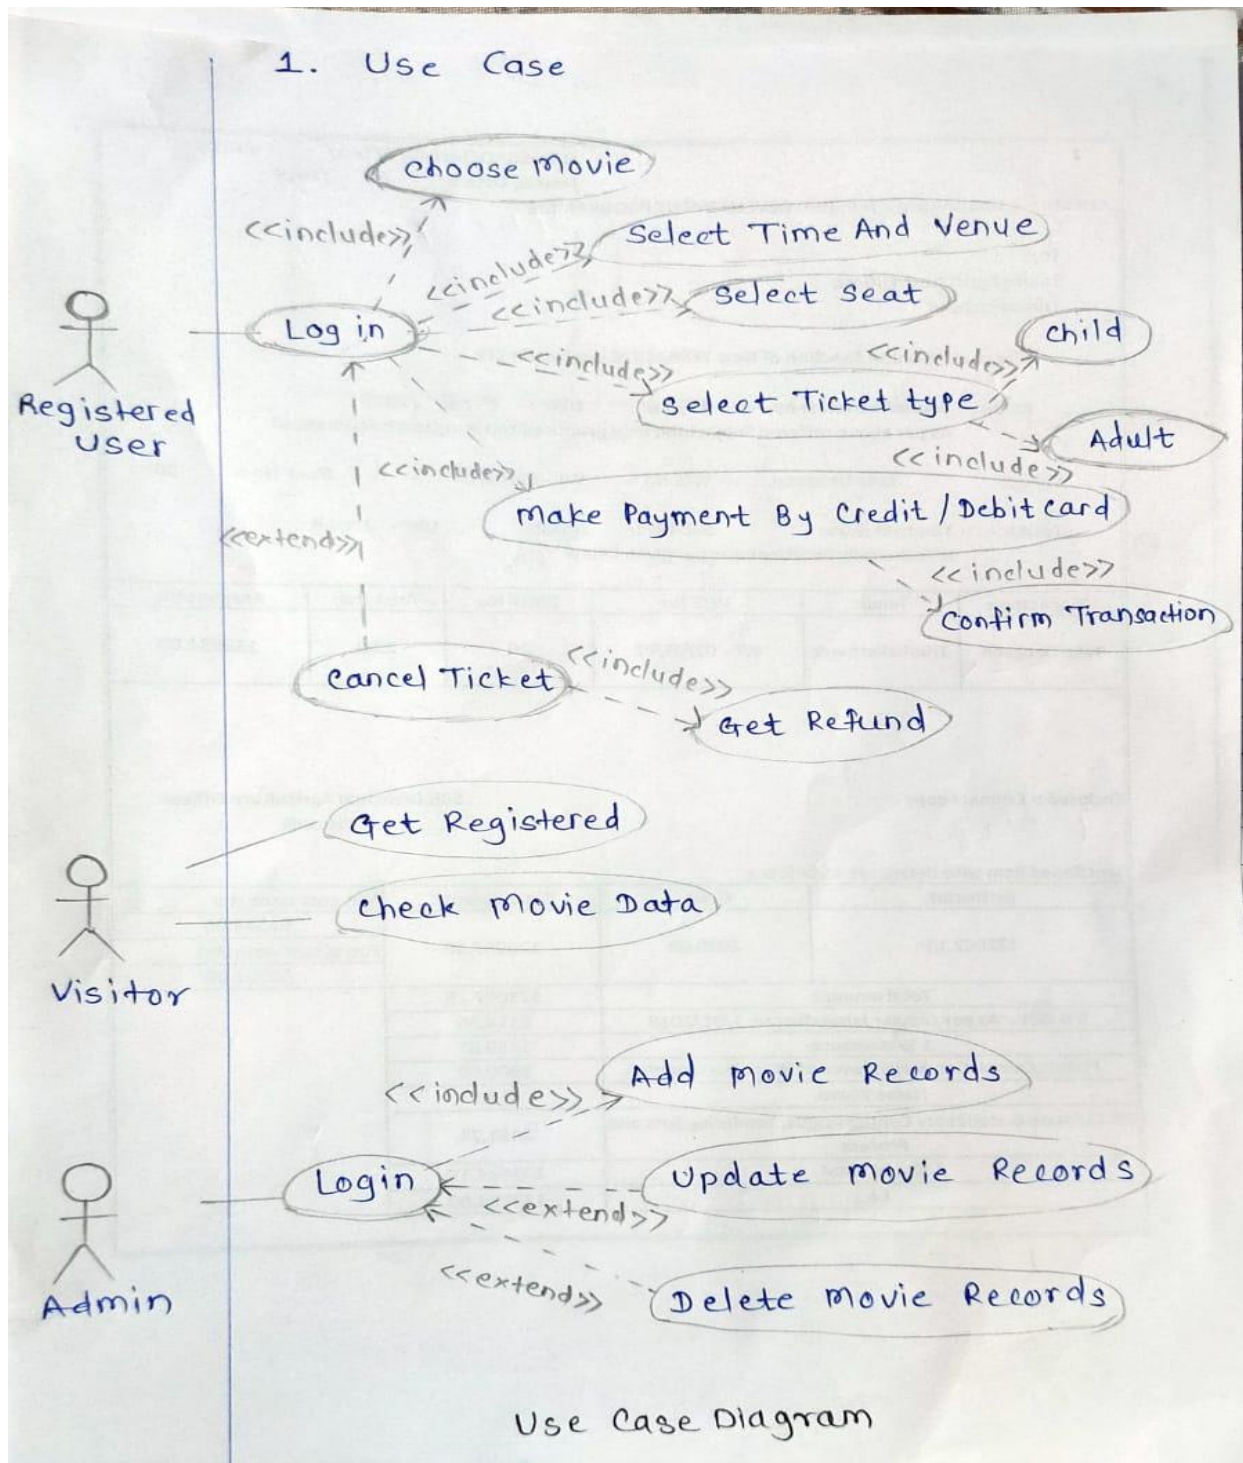 1. Use Case
Choose Movie
<<include>>
Select Time And Venue
<<include>>
Select Seat
<<include>>
Log in
Child
<<include>>
<<include>>
Select Ticket type
Registered
User
Adult
<<include>>
<<include>>
Make Payment By Credit / Debit Card
<<extend>>
<<include>>
Confirm Transaction
<<include>>
Cancel Ticket
Get Refund
Get Registered
Check Movie Data
Visitor
Add Movie Records
<<include>>
Login
Update Movie Records
<<extend>>
<<extend>>
Delete Movie Records
Admin
Use Case Diagram